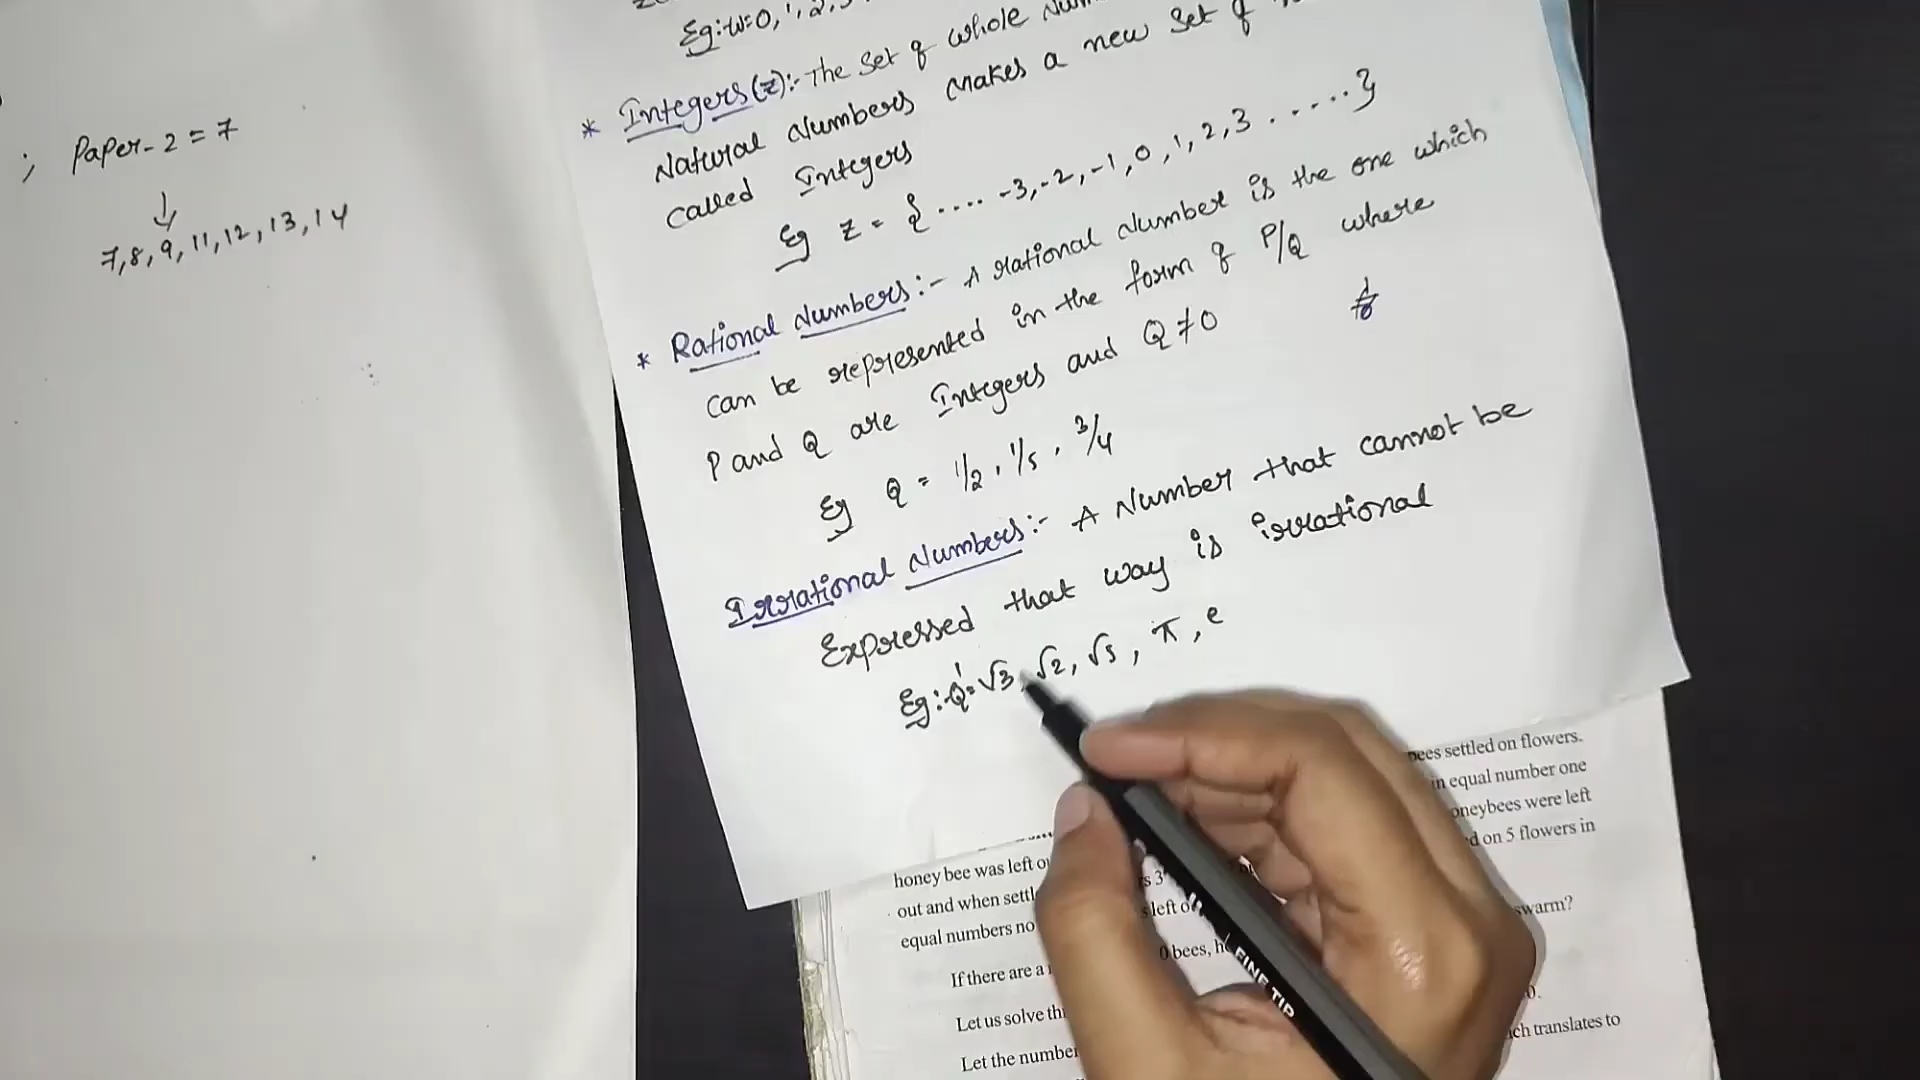 ; Paper-2 = 7
↓
7,8,9,11,12,13,14
Eg:-w=0,1,2,3
* Integers(z):- The Set of whole
Natural Numbers makes a new Set of
called Integers
Eg z = {.... -3,-2,-1,0,1,2,3 ......}
* Rational Numbers:- A rational Number is the one which
can be represented in the form of P/Q where
P and Q are Integers and Q≠0
Eg Q = 1/2, 1/5, 3/4
Irrational Numbers:- A Number that cannot be
Expressed that way is irrational
Eg:-Q'=√3,√2,√5, π, e
bees settled on flowers.
in equal number one
oneybees were left
d on 5 flowers in
honey bee was left
out and when settl
s left
swarm?
equal numbers no
0 bees,
If there are a
0.
Let us solve
ch translates to
Let the number
FINE TIP